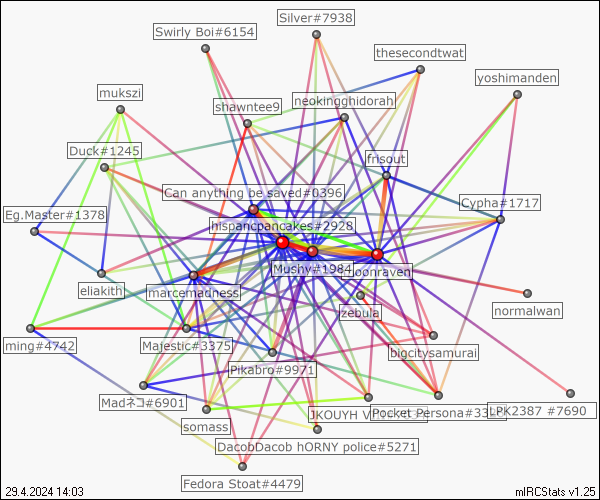 Silver#7938
Swirly Boi#6154
thesecondtwat
yoshimanden
mukszi
neokingghidorah
shawntee9
Duck#1245
frisout
Can anything be saved#0396
Cypha#1717
Eg.Master#1378
hispancpancakes#2928
Mushy#1984
moonraven
eliakith
marcemadness
zebula
normalwan
ming#4742
Majestic#3375
bigcitysamurai
Pikabro#9971
Madネコ#6901
somass
JKOUYH
Pocket Persona#33
LPK2387 #7690
DacobDacob hORNY police#5271
Fedora Stoat#4479
29.4.2024 14:03
mIRCStats v1.25